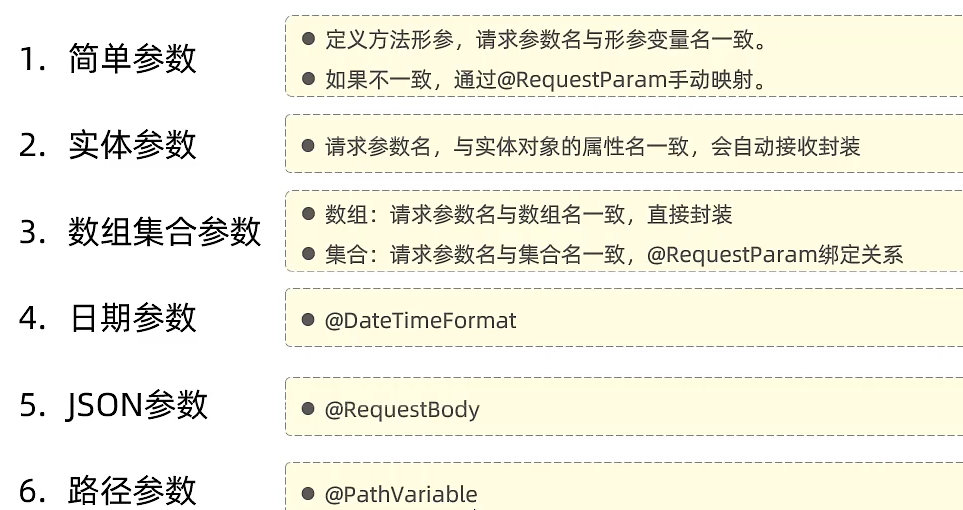 1. 简单参数
● 定义方法形参，请求参数名与形参变量名一致。
● 如果不一致，通过@RequestParam手动映射。
2. 实体参数
● 请求参数名，与实体对象的属性名一致，会自动接收封装
3. 数组集合参数
● 数组：请求参数名与数组名一致，直接封装
● 集合：请求参数名与集合名一致，@RequestParam绑定关系
4. 日期参数
● @DateTimeFormat
5. JSON参数
● @RequestBody
6. 路径参数
● @PathVariable